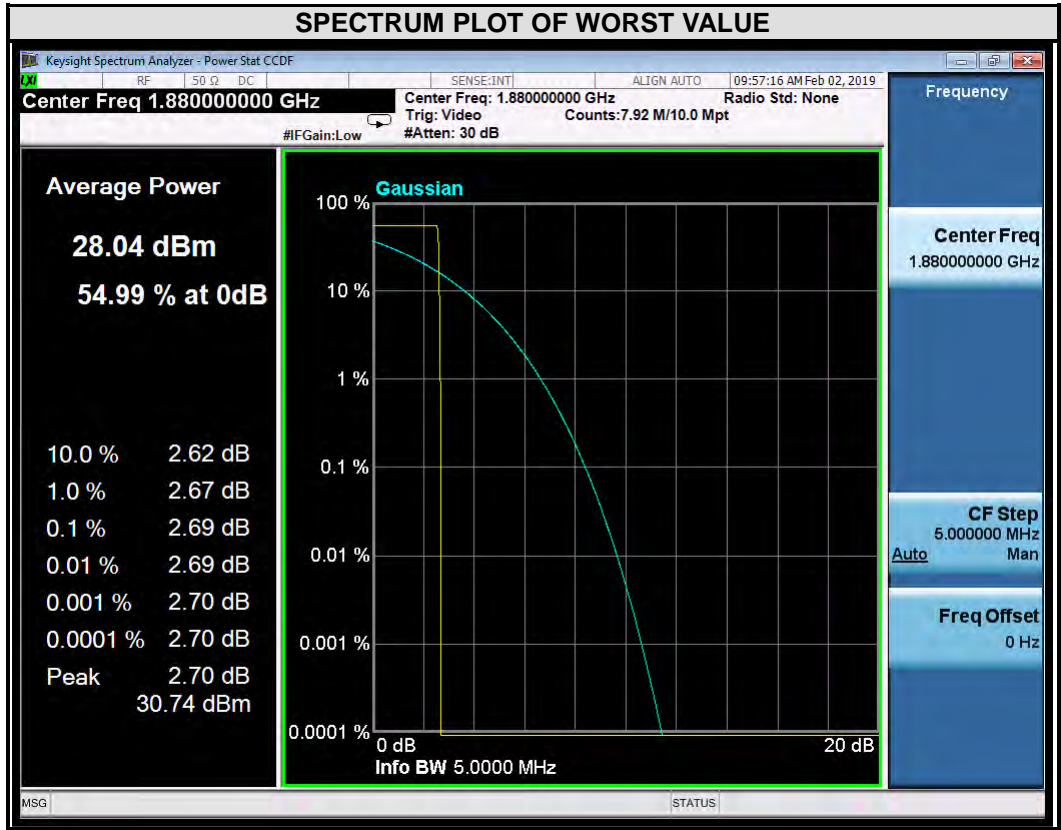 SPECTRUM PLOT OF WORST VALUE
Keysight Spectrum Analyzer - Power Stat CCDF
LXI RF 50 Ω DC SENSE:INT ALIGN AUTO 09:57:16 AM Feb 02, 2019
Center Freq 1.880000000 GHz
Center Freq: 1.880000000 GHz Radio Std: None
Trig: Video Counts:7.92 M/10.0 Mpt
#IFGain:Low #Atten: 30 dB
Frequency
Average Power
28.04 dBm
54.99 % at 0dB
10.0 % 2.62 dB
1.0 % 2.67 dB
0.1 % 2.69 dB
0.01 % 2.69 dB
0.001 % 2.70 dB
0.0001 % 2.70 dB
Peak 2.70 dB
30.74 dBm
Gaussian
100 %
10 %
1 %
0.1 %
0.01 %
0.001 %
0.0001 %
0 dB 20 dB
Info BW 5.0000 MHz
Center Freq
1.880000000 GHz
CF Step
5.000000 MHz
Auto Man
Freq Offset
0 Hz
MSG STATUS